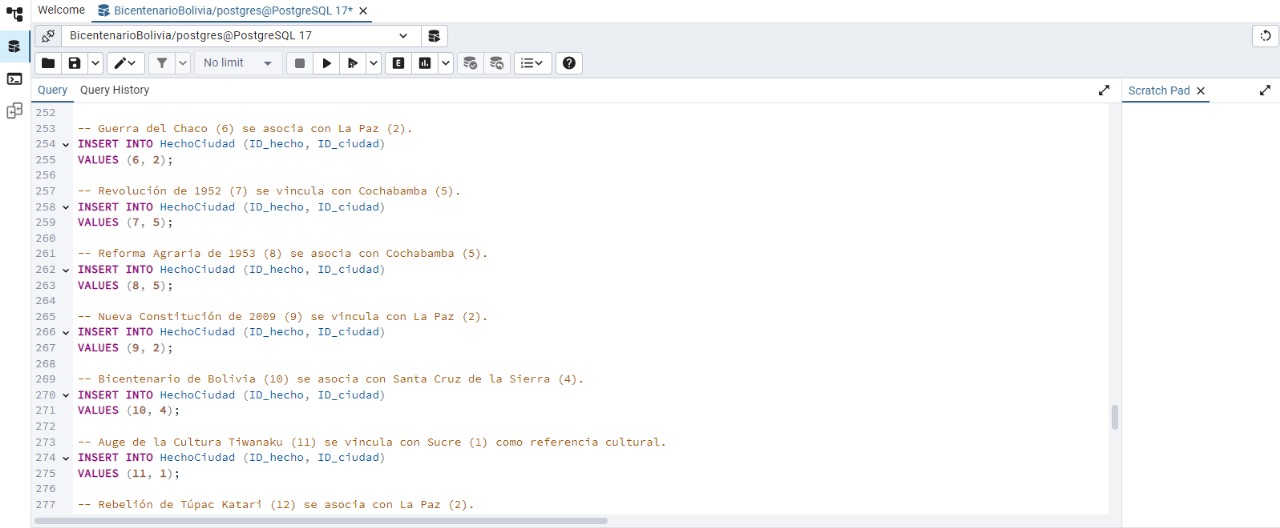 Welcome
BicentenarioBolivia/postgres@PostgreSQL 17*
BicentenarioBolivia/postgres@PostgreSQL 17
No limit
E
Query
Query History
Scratch Pad
252
253 -- Guerra del Chaco (6) se asocia con La Paz (2).
254 INSERT INTO HechoCiudad (ID_hecho, ID_ciudad)
255 VALUES (6, 2);
256
257 -- Revolución de 1952 (7) se vincula con Cochabamba (5).
258 INSERT INTO HechoCiudad (ID_hecho, ID_ciudad)
259 VALUES (7, 5);
260
261 -- Reforma Agraria de 1953 (8) se asocia con Cochabamba (5).
262 INSERT INTO HechoCiudad (ID_hecho, ID_ciudad)
263 VALUES (8, 5);
264
265 -- Nueva Constitución de 2009 (9) se vincula con La Paz (2).
266 INSERT INTO HechoCiudad (ID_hecho, ID_ciudad)
267 VALUES (9, 2);
268
269 -- Bicentenario de Bolivia (10) se asocia con Santa Cruz de la Sierra (4).
270 INSERT INTO HechoCiudad (ID_hecho, ID_ciudad)
271 VALUES (10, 4);
272
273 -- Auge de la Cultura Tiwanaku (11) se vincula con Sucre (1) como referencia cultural.
274 INSERT INTO HechoCiudad (ID_hecho, ID_ciudad)
275 VALUES (11, 1);
276
277 -- Rebelión de Túpac Katari (12) se asocia con La Paz (2).